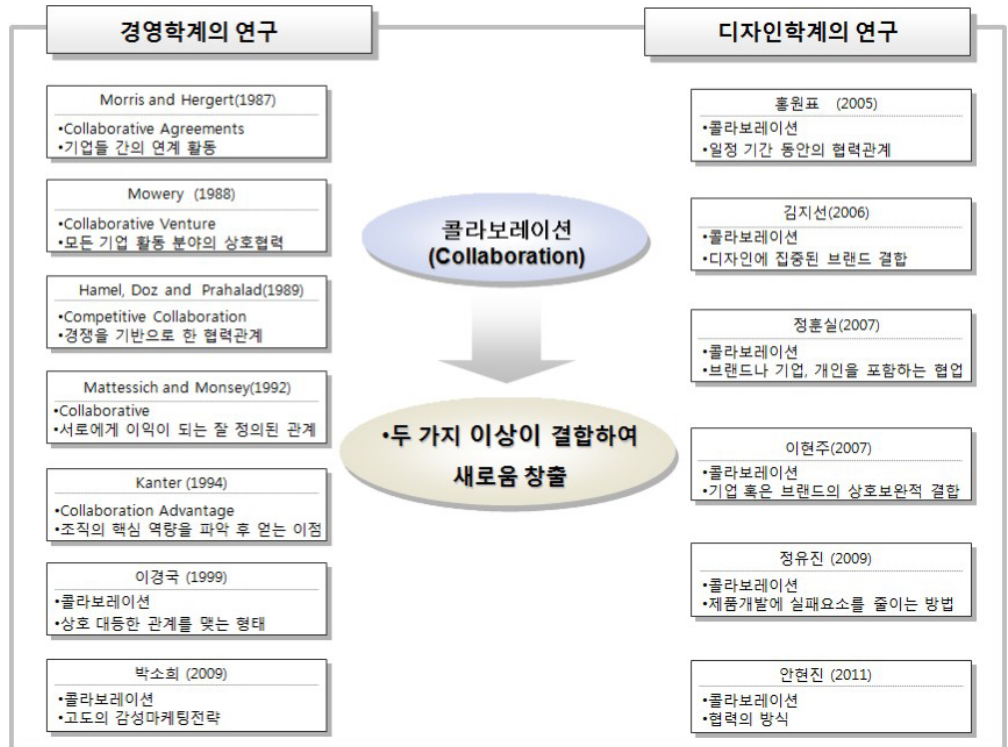 경영학계의 연구
Morris and Hergert(1987)
•Collaborative Agreements
•기업들 간의 연계 활동
Mowery (1988)
•Collaborative Venture
•모든 기업 활동 분야의 상호협력
Hamel, Doz and Prahalad(1989)
•Competitive Collaboration
•경쟁을 기반으로 한 협력관계
Mattessich and Monsey(1992)
•Collaborative
•서로에게 이익이 되는 잘 정의된 관계
Kanter (1994)
•Collaboration Advantage
•조직의 핵심 역량을 파악 후 얻는 이점
이경국 (1999)
•콜라보레이션
•상호 대등한 관계를 맺는 형태
박소희 (2009)
•콜라보레이션
•고도의 감성마케팅전략
콜라보레이션
(Collaboration)
•두 가지 이상이 결합하여
새로움 창출
디자인학계의 연구
홍원표 (2005)
•콜라보레이션
•일정 기간 동안의 협력관계
김지선(2006)
•콜라보레이션
•디자인에 집중된 브랜드 결합
정훈실(2007)
•콜라보레이션
•브랜드나 기업, 개인을 포함하는 협업
이현주(2007)
•콜라보레이션
•기업 혹은 브랜드의 상호보완적 결합
정유진 (2009)
•콜라보레이션
•제품개발에 실패요소를 줄이는 방법
안현진 (2011)
•콜라보레이션
•협력의 방식